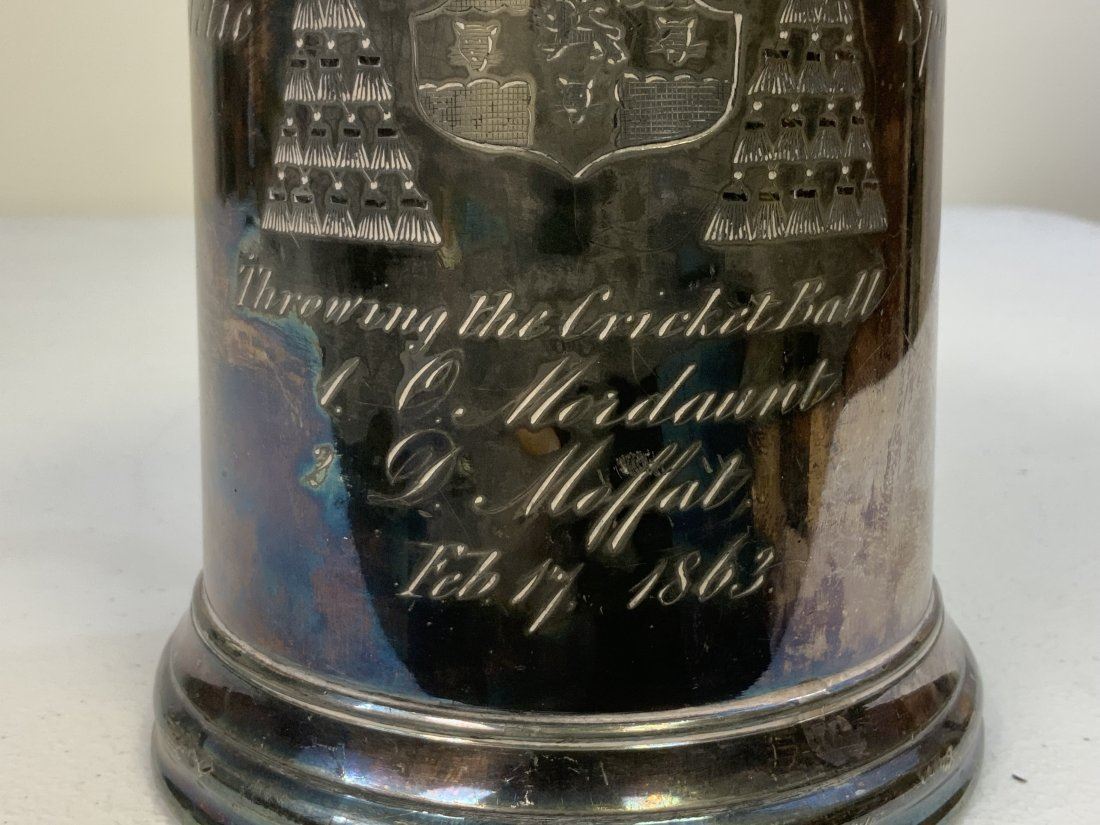 Throwing the Cricket Ball
1. O. Mordaunt
2 D. Moffat,
Feb 17. 1863.